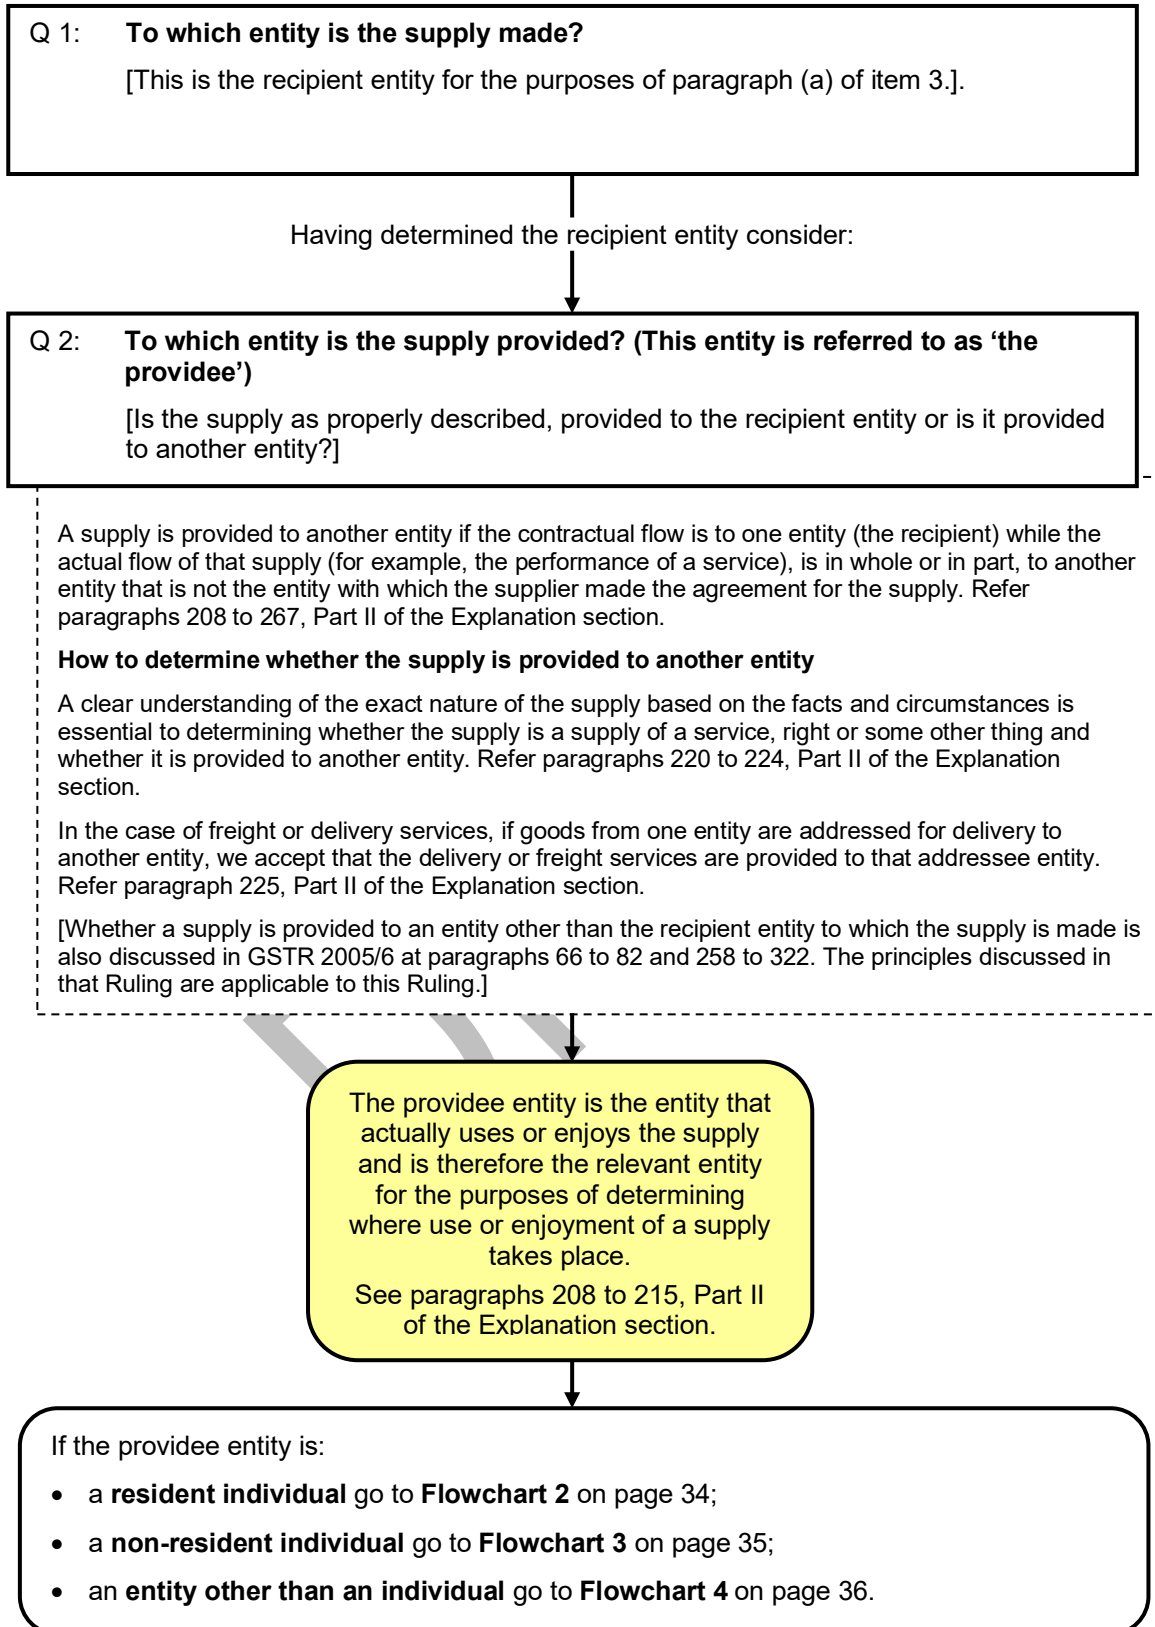 Q 1: To which entity is the supply made?
[This is the recipient entity for the purposes of paragraph (a) of item 3.].
Having determined the recipient entity consider:
Q 2: To which entity is the supply provided? (This entity is referred to as ‘the
providee’)
[Is the supply as properly described, provided to the recipient entity or is it provided
to another entity?]
A supply is provided to another entity if the contractual flow is to one entity (the recipient) while the
actual flow of that supply (for example, the performance of a service), is in whole or in part, to another
entity that is not the entity with which the supplier made the agreement for the supply. Refer
paragraphs 208 to 267, Part II of the Explanation section.
How to determine whether the supply is provided to another entity
A clear understanding of the exact nature of the supply based on the facts and circumstances is
essential to determining whether the supply is a supply of a service, right or some other thing and
whether it is provided to another entity. Refer paragraphs 220 to 224, Part II of the Explanation
section.
In the case of freight or delivery services, if goods from one entity are addressed for delivery to
another entity, we accept that the delivery or freight services are provided to that addressee entity.
Refer paragraph 225, Part II of the Explanation section.
[Whether a supply is provided to an entity other than the recipient entity to which the supply is made is
also discussed in GSTR 2005/6 at paragraphs 66 to 82 and 258 to 322. The principles discussed in
that Ruling are applicable to this Ruling.]
The providee entity is the entity that
actually uses or enjoys the supply
and is therefore the relevant entity
for the purposes of determining
where use or enjoyment of a supply
takes place.
See paragraphs 208 to 215, Part II
of the Explanation section.
If the providee entity is:
• a resident individual go to Flowchart 2 on page 34;
• a non-resident individual go to Flowchart 3 on page 35;
• an entity other than an individual go to Flowchart 4 on page 36.